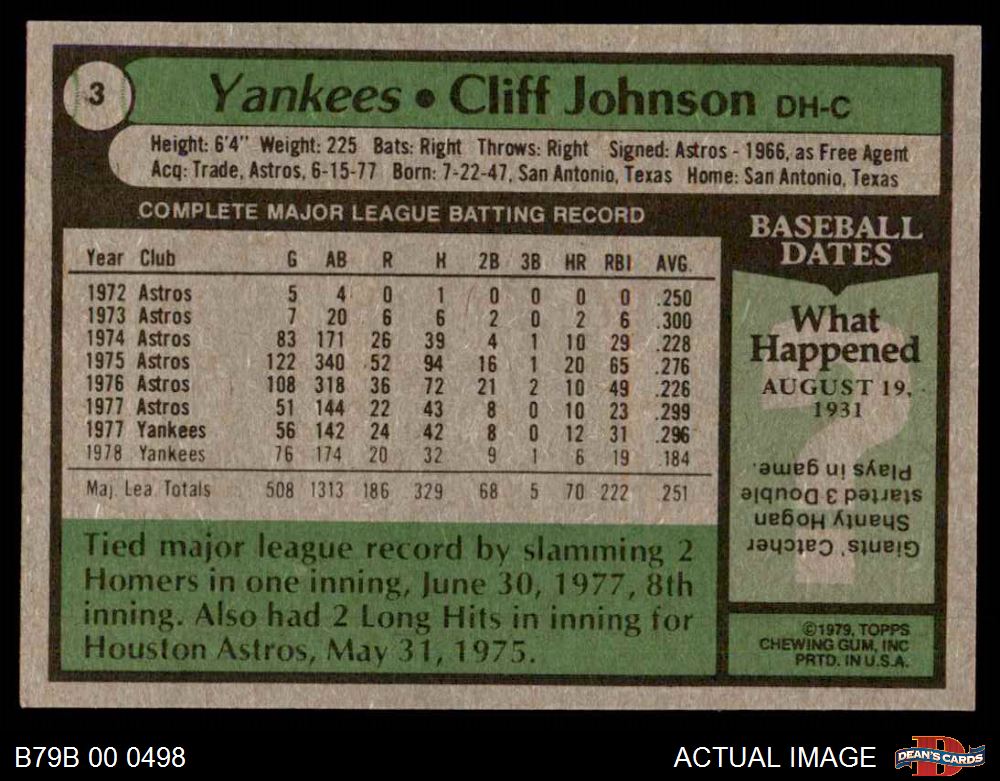 3
Yankees • Cliff Johnson DH-C
Height: 6'4" Weight: 225 Bats: Right Throws: Right Signed: Astros - 1966, as Free Agent
Acq: Trade, Astros, 6-15-77 Born: 7-22-47, San Antonio, Texas Home: San Antonio, Texas
COMPLETE MAJOR LEAGUE BATTING RECORD
Year Club G AB R H 2B 3B HR RBI AVG.
1972 Astros 5 4 0 1 0 0 0 0 .250
1973 Astros 7 20 6 6 2 0 2 6 .300
1974 Astros 83 171 26 39 4 1 10 29 .228
1975 Astros 122 340 52 94 16 1 20 65 .276
1976 Astros 108 318 36 72 21 2 10 49 .226
1977 Astros 51 144 22 43 8 0 10 23 .299
1977 Yankees 56 142 24 42 8 0 12 31 .296
1978 Yankees 76 174 20 32 9 1 6 19 .184
Maj. Lea. Totals 508 1313 186 329 68 5 70 222 .251
Tied major league record by slamming 2
Homers in one inning, June 30, 1977, 8th
inning. Also had 2 Long Hits in inning for
Houston Astros, May 31, 1975.
BASEBALL
DATES
What
Happened
AUGUST 19,
1931
?
Giants' Catcher
Shanty Hogan
started 3 Double
Plays in game.
©1979, TOPPS
CHEWING GUM, INC
PRTD. IN U.S.A.
B79B 00 0498
ACTUAL IMAGE
D
DEAN'S CARDS